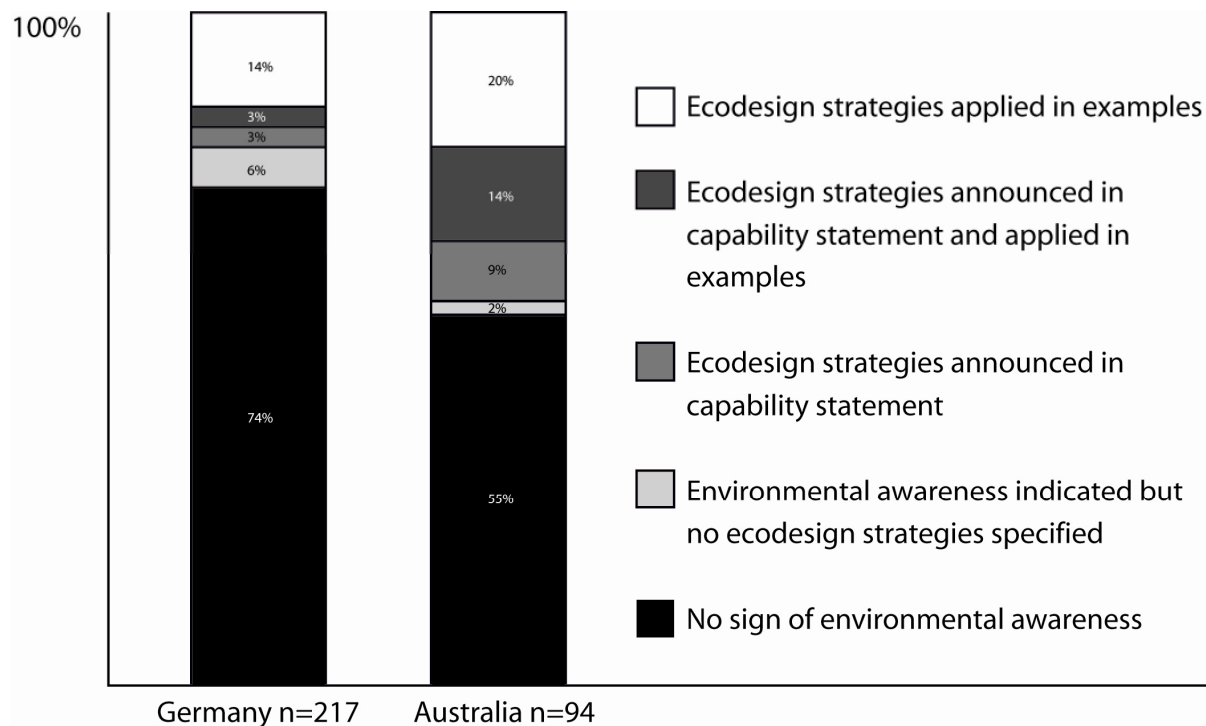 100%
14%
3%
3%
6%
74%
20%
14%
9%
2%
55%
Ecodesign strategies applied in examples
Ecodesign strategies announced in
capability statement and applied in
examples
Ecodesign strategies announced in
capability statement
Environmental awareness indicated but
no ecodesign strategies specified
No sign of environmental awareness
Germany n=217
Australia n=94